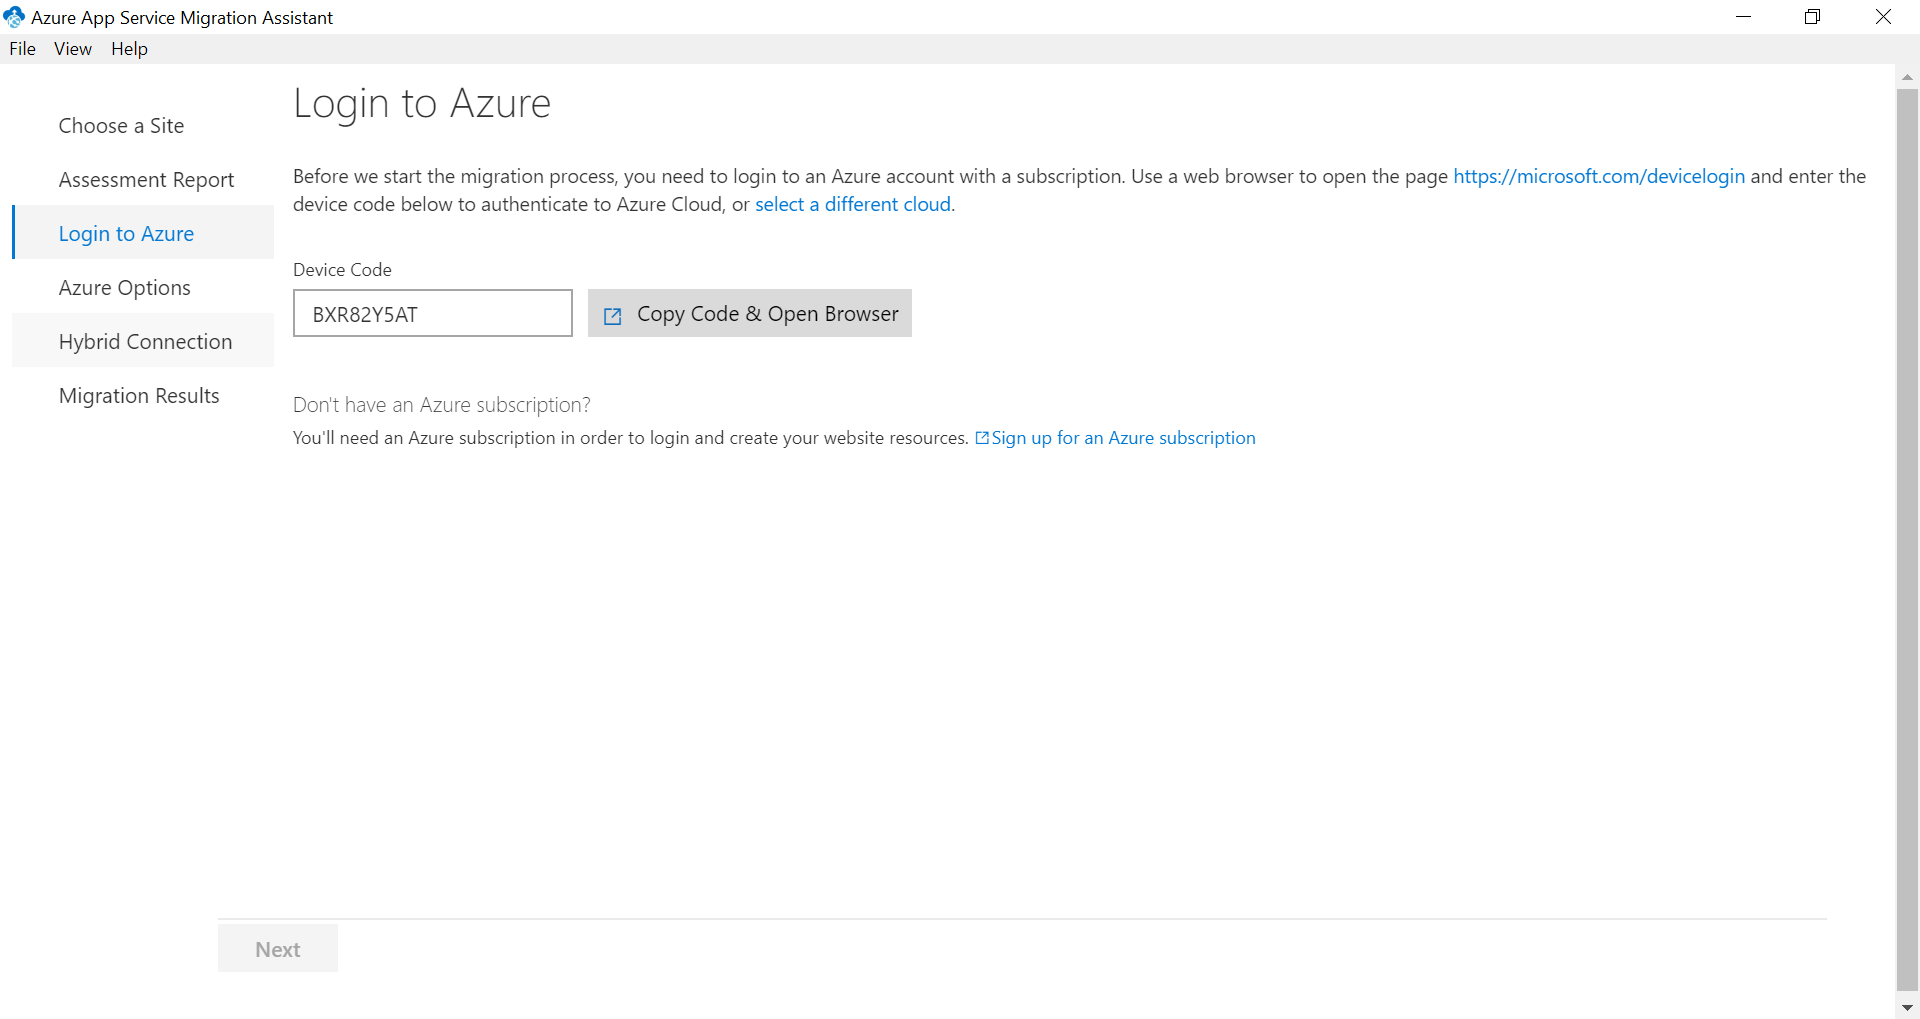 Azure App Service Migration Assistant
File View Help
Choose a Site
Assessment Report
Login to Azure
Azure Options
Hybrid Connection
Migration Results
Login to Azure
Before we start the migration process, you need to login to an Azure account with a subscription. Use a web browser to open the page https://microsoft.com/devicelogin and enter the
device code below to authenticate to Azure Cloud, or select a different cloud.
Device Code
BXR82Y5AT
Copy Code & Open Browser
Don't have an Azure subscription?
You'll need an Azure subscription in order to login and create your website resources. Sign up for an Azure subscription
Next